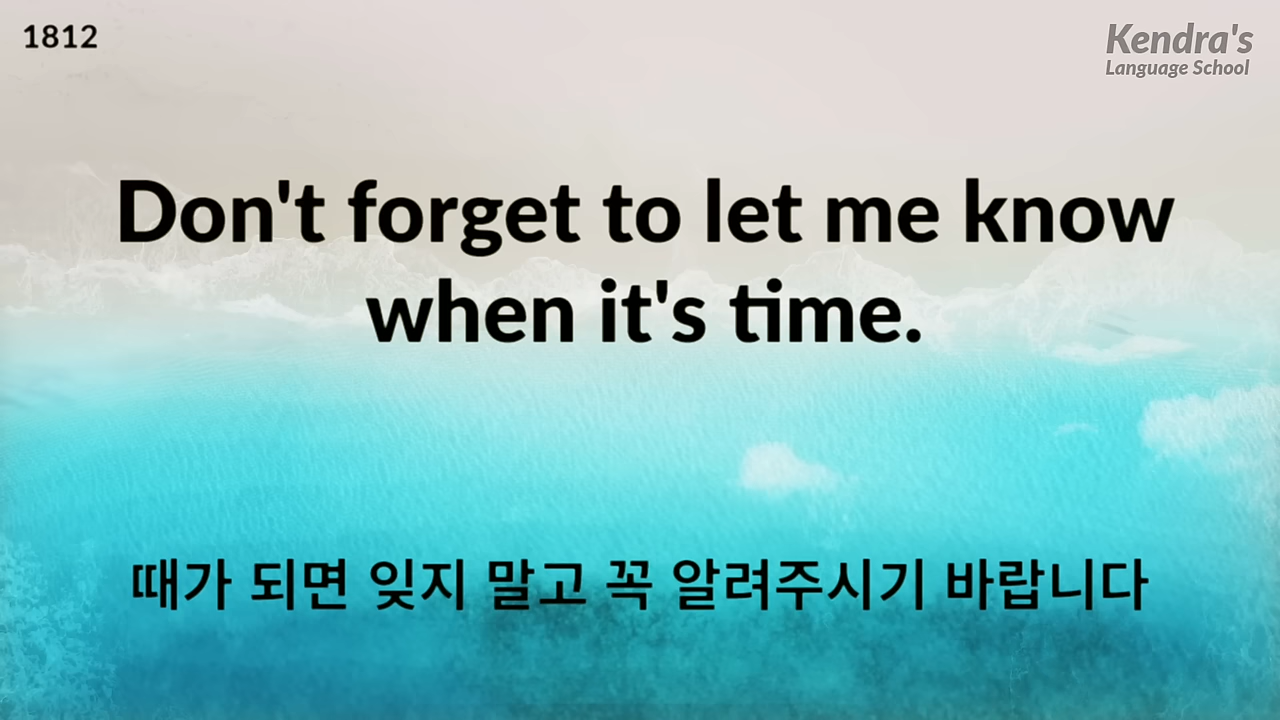 1812
Kendra's
Language School
Don't forget to let me know
when it's time.
때가 되면 잊지 말고 꼭 알려주시기 바랍니다